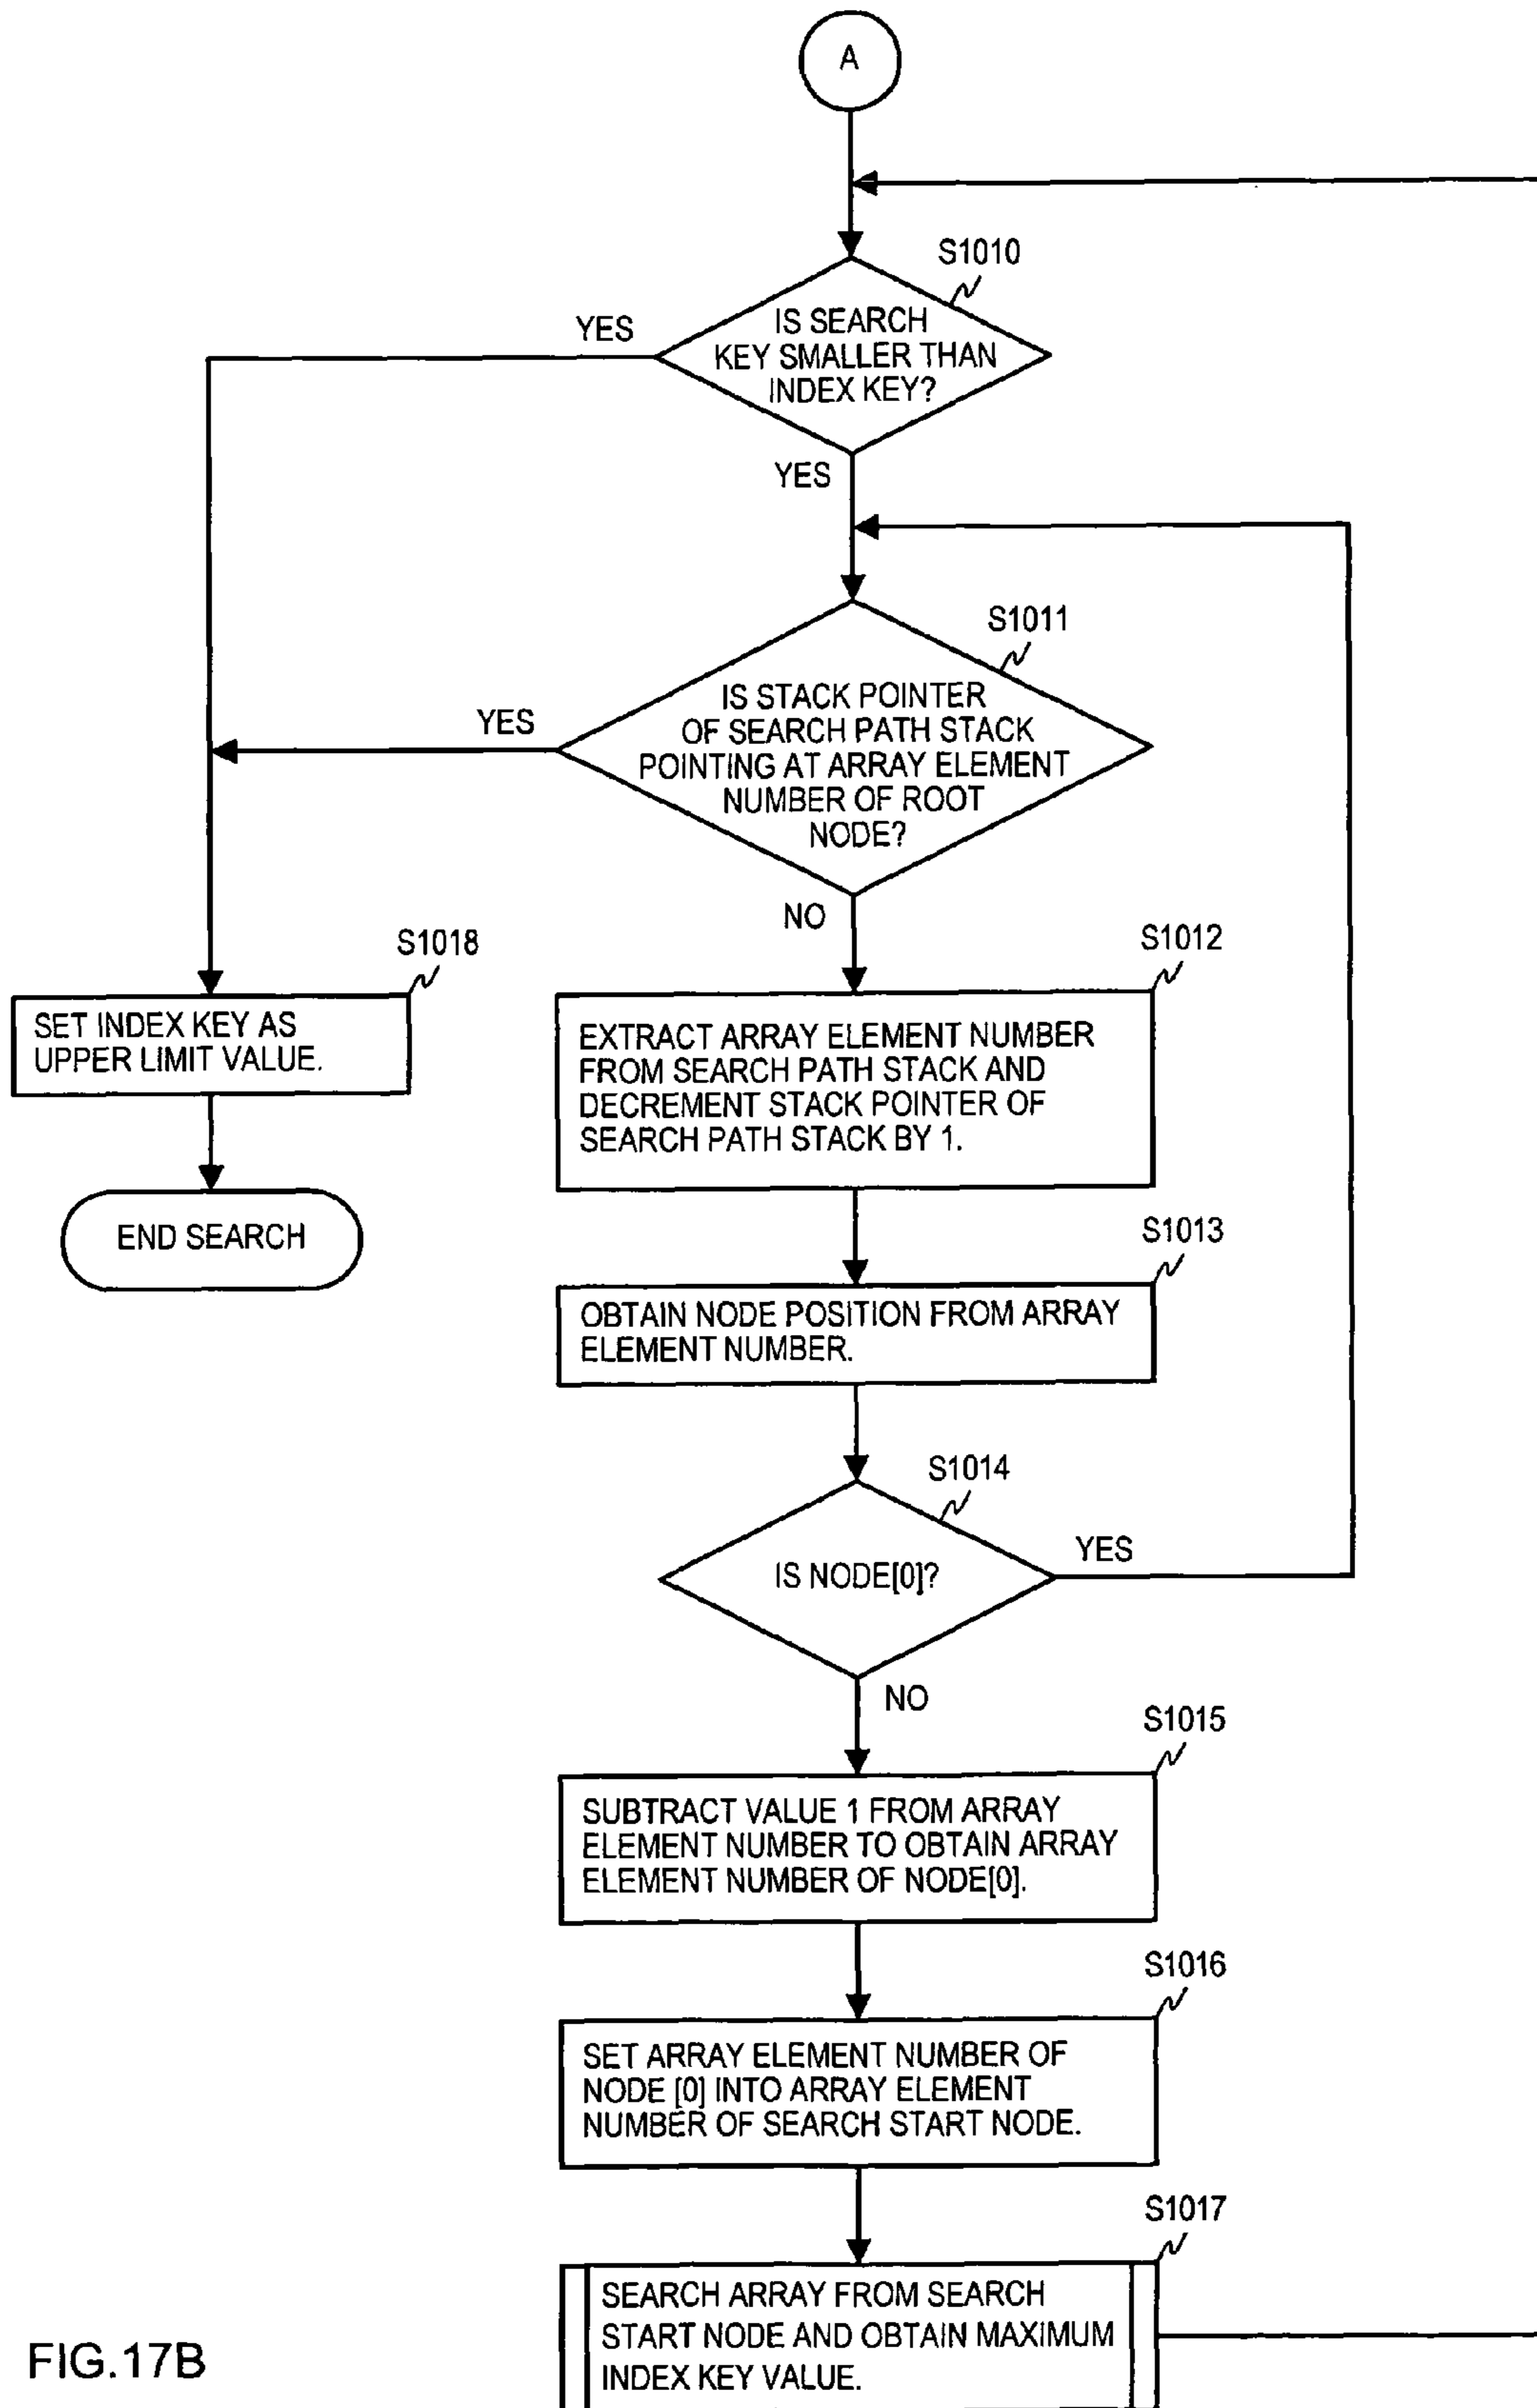 A
S1010
YES
IS SEARCH
KEY SMALLER THAN
INDEX KEY?
YES
S1011
YES
IS STACK POINTER
OF SEARCH PATH STACK
POINTING AT ARRAY ELEMENT
NUMBER OF ROOT
NODE?
NO
S1018
SET INDEX KEY AS
UPPER LIMIT VALUE.
END SEARCH
S1012
EXTRACT ARRAY ELEMENT NUMBER
FROM SEARCH PATH STACK AND
DECREMENT STACK POINTER OF
SEARCH PATH STACK BY 1.
S1013
OBTAIN NODE POSITION FROM ARRAY
ELEMENT NUMBER.
S1014
IS NODE[0]?
YES
NO
S1015
SUBTRACT VALUE 1 FROM ARRAY
ELEMENT NUMBER TO OBTAIN ARRAY
ELEMENT NUMBER OF NODE[0].
S1016
SET ARRAY ELEMENT NUMBER OF
NODE [0] INTO ARRAY ELEMENT
NUMBER OF SEARCH START NODE.
S1017
SEARCH ARRAY FROM SEARCH
START NODE AND OBTAIN MAXIMUM
INDEX KEY VALUE.
FIG.17B